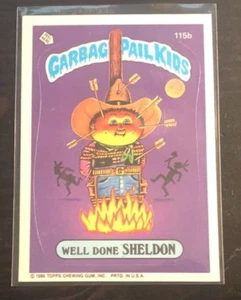 115b
GARBAGE PAIL KIDS
WELL DONE SHELDON
© 1986 TOPPS CHEWING GUM, INC. PRTD. IN U.S.A.